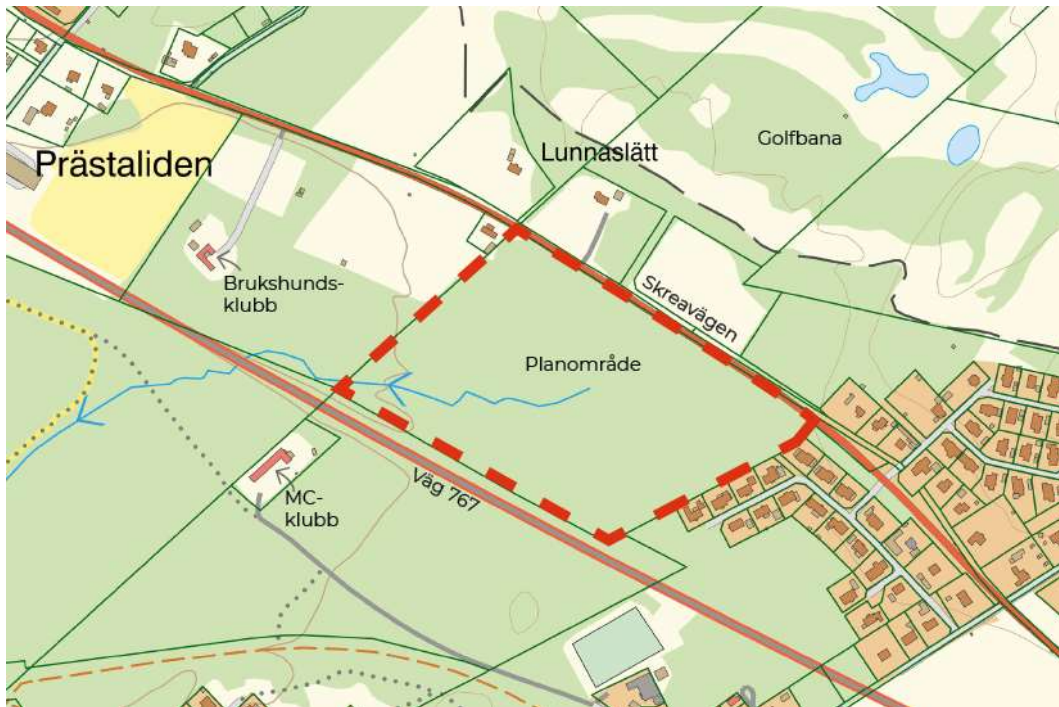 Golfbana
Lunnaslätt
Prästaliden
Brukshunds-
klubb
Skreavägen
Planområde
Väg 767
MC-
klubb